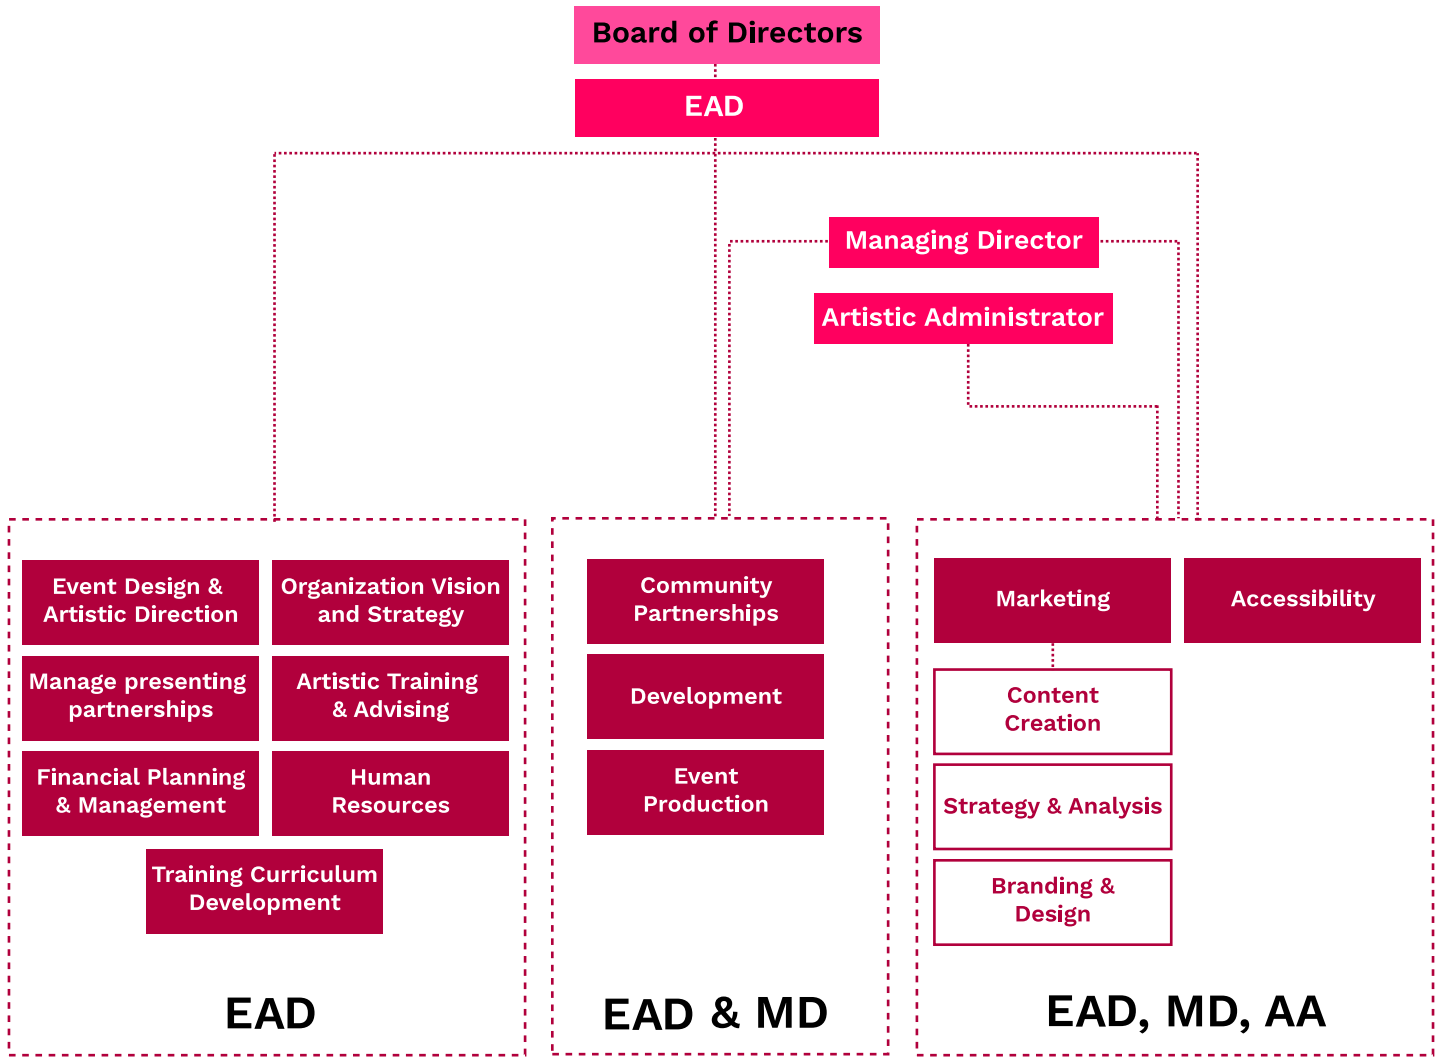 Board of Directors
EAD
Managing Director
Artistic Administrator
Event Design &
Artistic Direction
Organization Vision
and Strategy
Manage presenting
partnerships
Artistic Training
& Advising
Financial Planning
& Management
Human
Resources
Training Curriculum
Development
EAD
Community
Partnerships
Development
Event
Production
EAD & MD
Marketing
Accessibility
Content
Creation
Strategy & Analysis
Branding &
Design
EAD, MD, AA